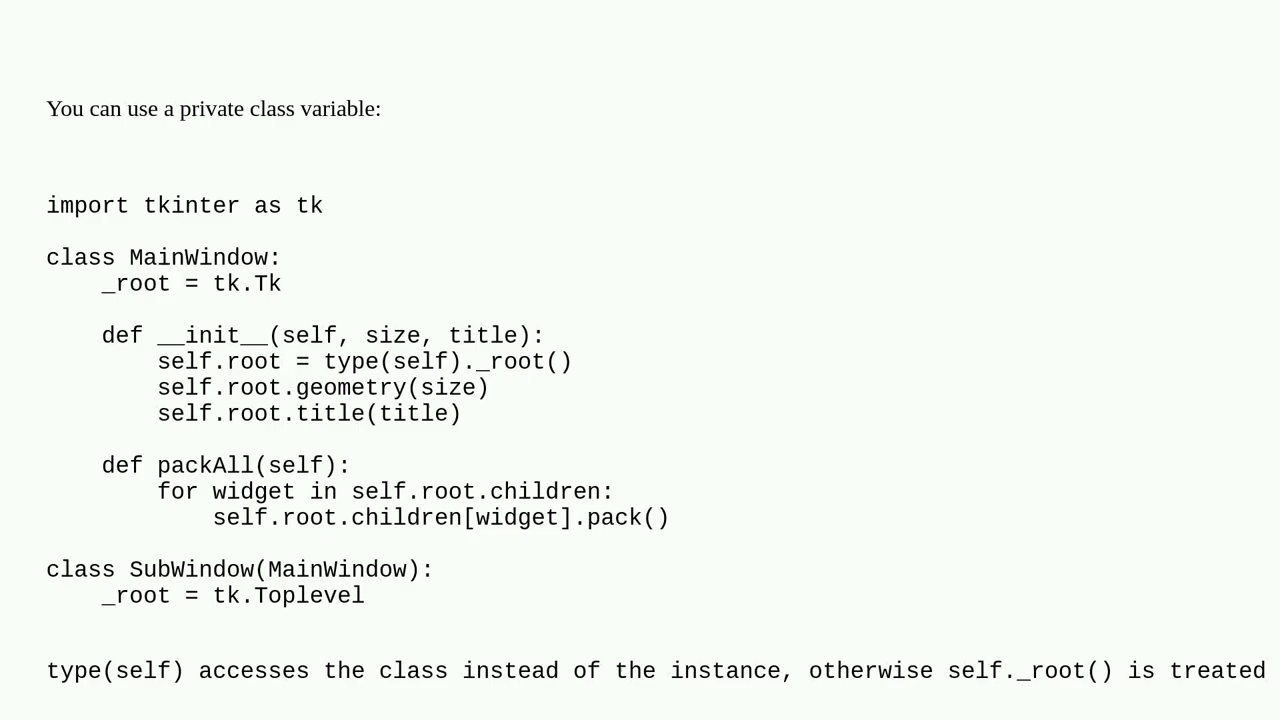 You can use a private class variable:
import tkinter as tk
class MainWindow:
    _root = tk.Tk
    def __init__(self, size, title):
        self.root = type(self)._root()
        self.root.geometry(size)
        self.root.title(title)
    def packAll(self):
        for widget in self.root.children:
            self.root.children[widget].pack()
class SubWindow(MainWindow):
    _root = tk.Toplevel
type(self) accesses the class instead of the instance, otherwise self._root() is treated